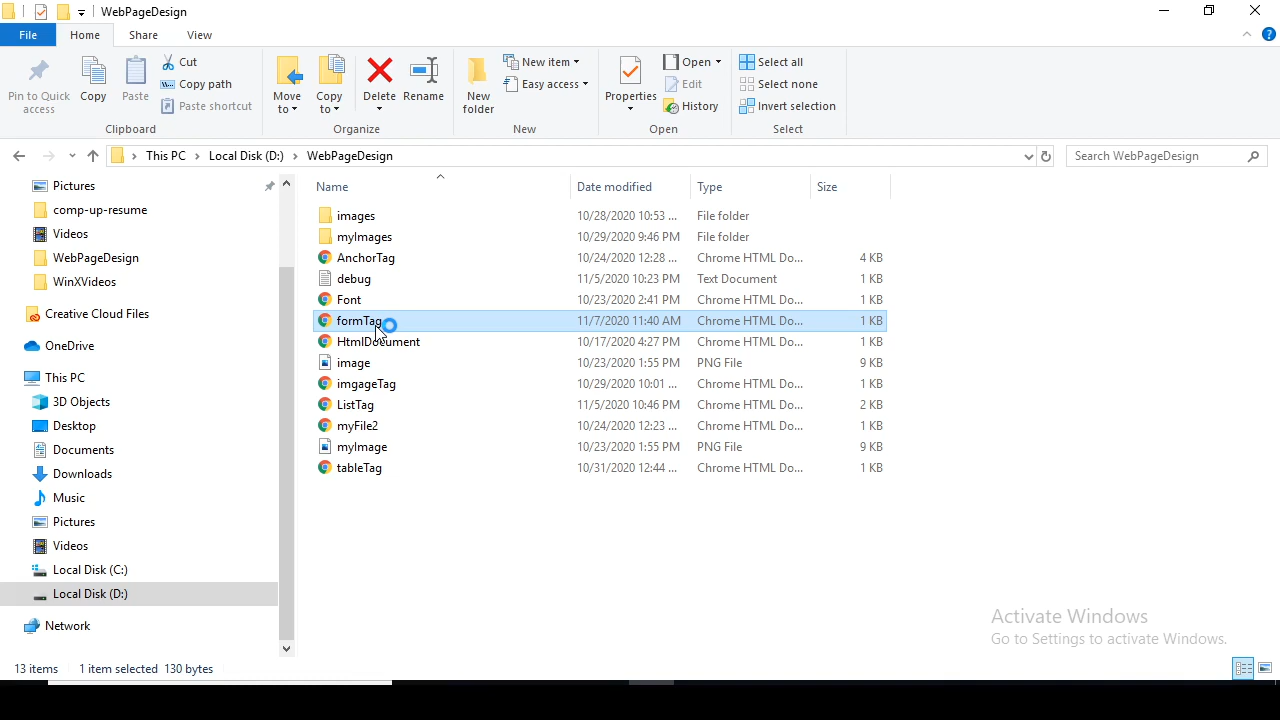 WebPageDesign
File Home Share View
Pin to Quick access
Copy
Paste
Cut
Copy path
Paste shortcut
Move to
Copy to
Delete
Rename
New folder
New item
Easy access
Properties
Open
Edit
History
Select all
Select none
Invert selection
Clipboard Organize New Open Select
This PC Local Disk (D:) WebPageDesign
Search WebPageDesign
Pictures
comp-up-resume
Videos
WebPageDesign
WinXVideos
Creative Cloud Files
OneDrive
This PC
3D Objects
Desktop
Documents
Downloads
Music
Pictures
Videos
Local Disk (C:)
Local Disk (D:)
Network
Name Date modified Type Size
images 10/28/2020 10:53 ... File folder
myImages 10/29/2020 9:46 PM File folder
AnchorTag 10/24/2020 12:28 ... Chrome HTML Do... 4 KB
debug 11/5/2020 10:23 PM Text Document 1 KB
Font 10/23/2020 2:41 PM Chrome HTML Do... 1 KB
formTag 11/7/2020 11:40 AM Chrome HTML Do... 1 KB
HtmlDocument 10/17/2020 4:27 PM Chrome HTML Do... 1 KB
image 10/23/2020 1:55 PM PNG File 9 KB
imgageTag 10/29/2020 10:01 ... Chrome HTML Do... 1 KB
ListTag 11/5/2020 10:46 PM Chrome HTML Do... 2 KB
myFile2 10/24/2020 12:23 ... Chrome HTML Do... 1 KB
myImage 10/23/2020 1:55 PM PNG File 9 KB
tableTag 10/31/2020 12:44 ... Chrome HTML Do... 1 KB
Activate Windows
Go to Settings to activate Windows.
13 items 1 item selected 130 bytes